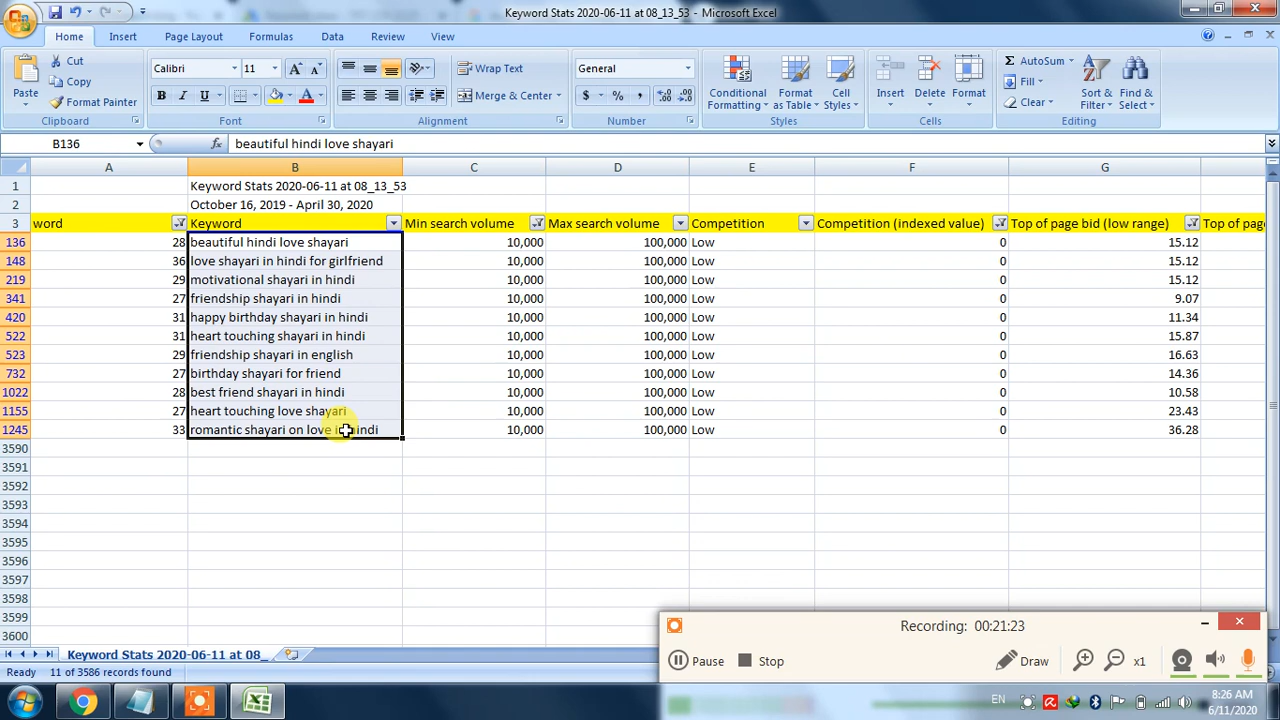 Keyword Stats 2020-06-11 at 08_13_53 - Microsoft Excel
Home Insert Page Layout Formulas Data Review View
Paste Cut Copy Format Painter
Calibri 11
B I U A A A
Wrap Text
Merge & Center
General
$ % ,
Conditional Formatting Format as Table Cell Styles
Insert Delete Format
Σ AutoSum Fill Clear
Sort & Filter Find & Select
Clipboard Font Alignment Number Styles Cells Editing
B136 fx beautiful hindi love shayari
A B C D E F G
1 Keyword Stats 2020-06-11 at 08_13_53
2 October 16, 2019 - April 30, 2020
3 word Keyword Min search volume Max search volume Competition Competition (indexed value) Top of page bid (low range) Top of pag
136 28 beautiful hindi love shayari 10,000 100,000 Low 0 15.12
148 36 love shayari in hindi for girlfriend 10,000 100,000 Low 0 15.12
219 29 motivational shayari in hindi 10,000 100,000 Low 0 15.12
341 27 friendship shayari in hindi 10,000 100,000 Low 0 9.07
420 31 happy birthday shayari in hindi 10,000 100,000 Low 0 11.34
522 31 heart touching shayari in hindi 10,000 100,000 Low 0 15.87
523 29 friendship shayari in english 10,000 100,000 Low 0 16.63
732 27 birthday shayari for friend 10,000 100,000 Low 0 14.36
1022 28 best friend shayari in hindi 10,000 100,000 Low 0 10.58
1155 27 heart touching love shayari 10,000 100,000 Low 0 23.43
1245 33 romantic shayari on love in hindi 10,000 100,000 Low 0 36.28
3590
3591
3592
3593
3594
3595
3596
3597
3598
3599
3600
Recording: 00:21:23
Pause Stop Draw x1
Keyword Stats 2020-06-11 at 08_
Ready 11 of 3586 records found
EN
8:26 AM
6/11/2020